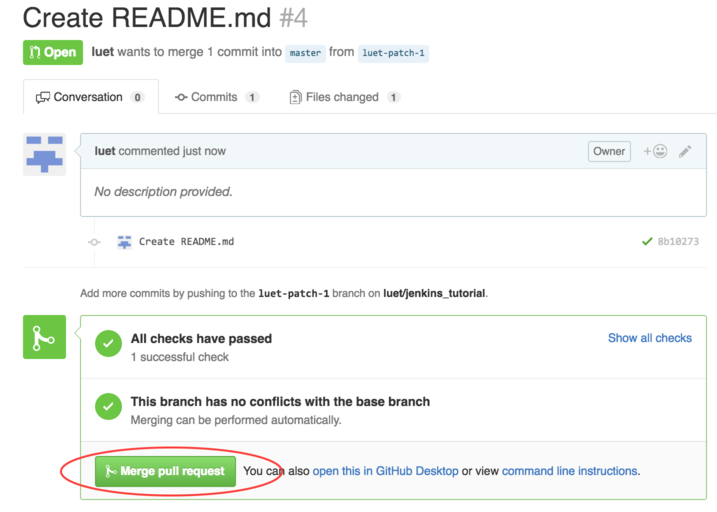 Create README.md #4
Open luet wants to merge 1 commit into master from luet-patch-1
Conversation 0 Commits 1 Files changed 1
luet commented just now Owner +
No description provided.
Create README.md 8b10273
Add more commits by pushing to the luet-patch-1 branch on luet/jenkins_tutorial.
All checks have passed Show all checks
1 successful check
This branch has no conflicts with the base branch
Merging can be performed automatically.
Merge pull request You can also open this in GitHub Desktop or view command line instructions.